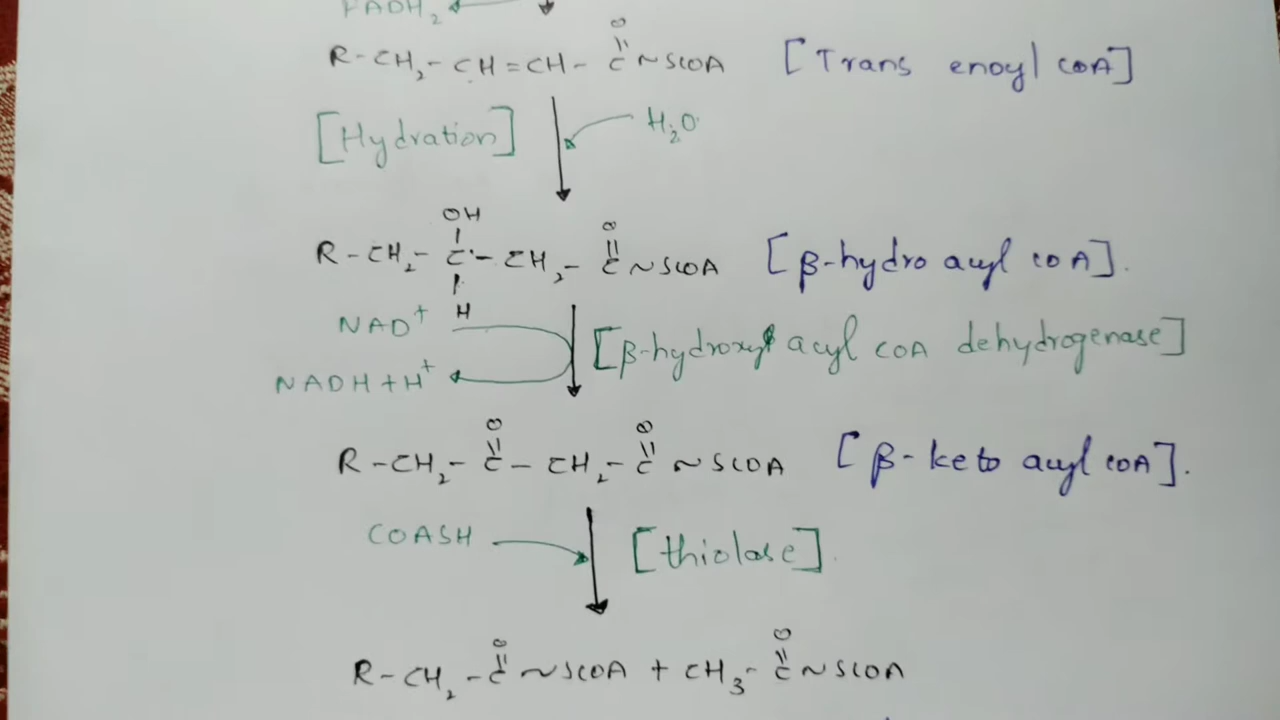 FADH₂
O
R-CH₂-CH=CH-C~SCOA [Trans enoyl COA]
[Hydration] H₂O
OH O
R-CH₂-C-CH₂-C~SCOA [β-hydro acyl COA].
H
NAD⁺
NADH+H⁺ [β-hydroxy acyl COA dehydrogenase]
O O
R-CH₂-C-CH₂-C~SCOA [β-keto acyl COA].
COASH [thiolase]
O O
R-CH₂-C~SCOA + CH₃-C~SCOA